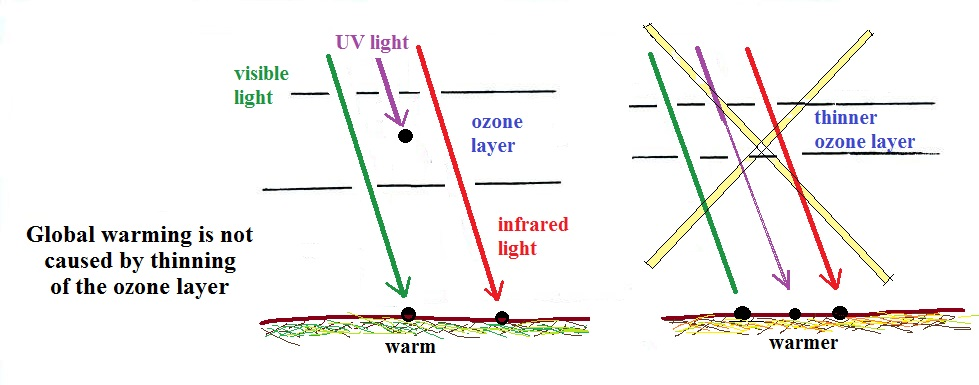 UV light
visible
light
ozone
layer
thinner
ozone layer
infrared
light
Global warming is not
caused by thinning
of the ozone layer
warm
warmer